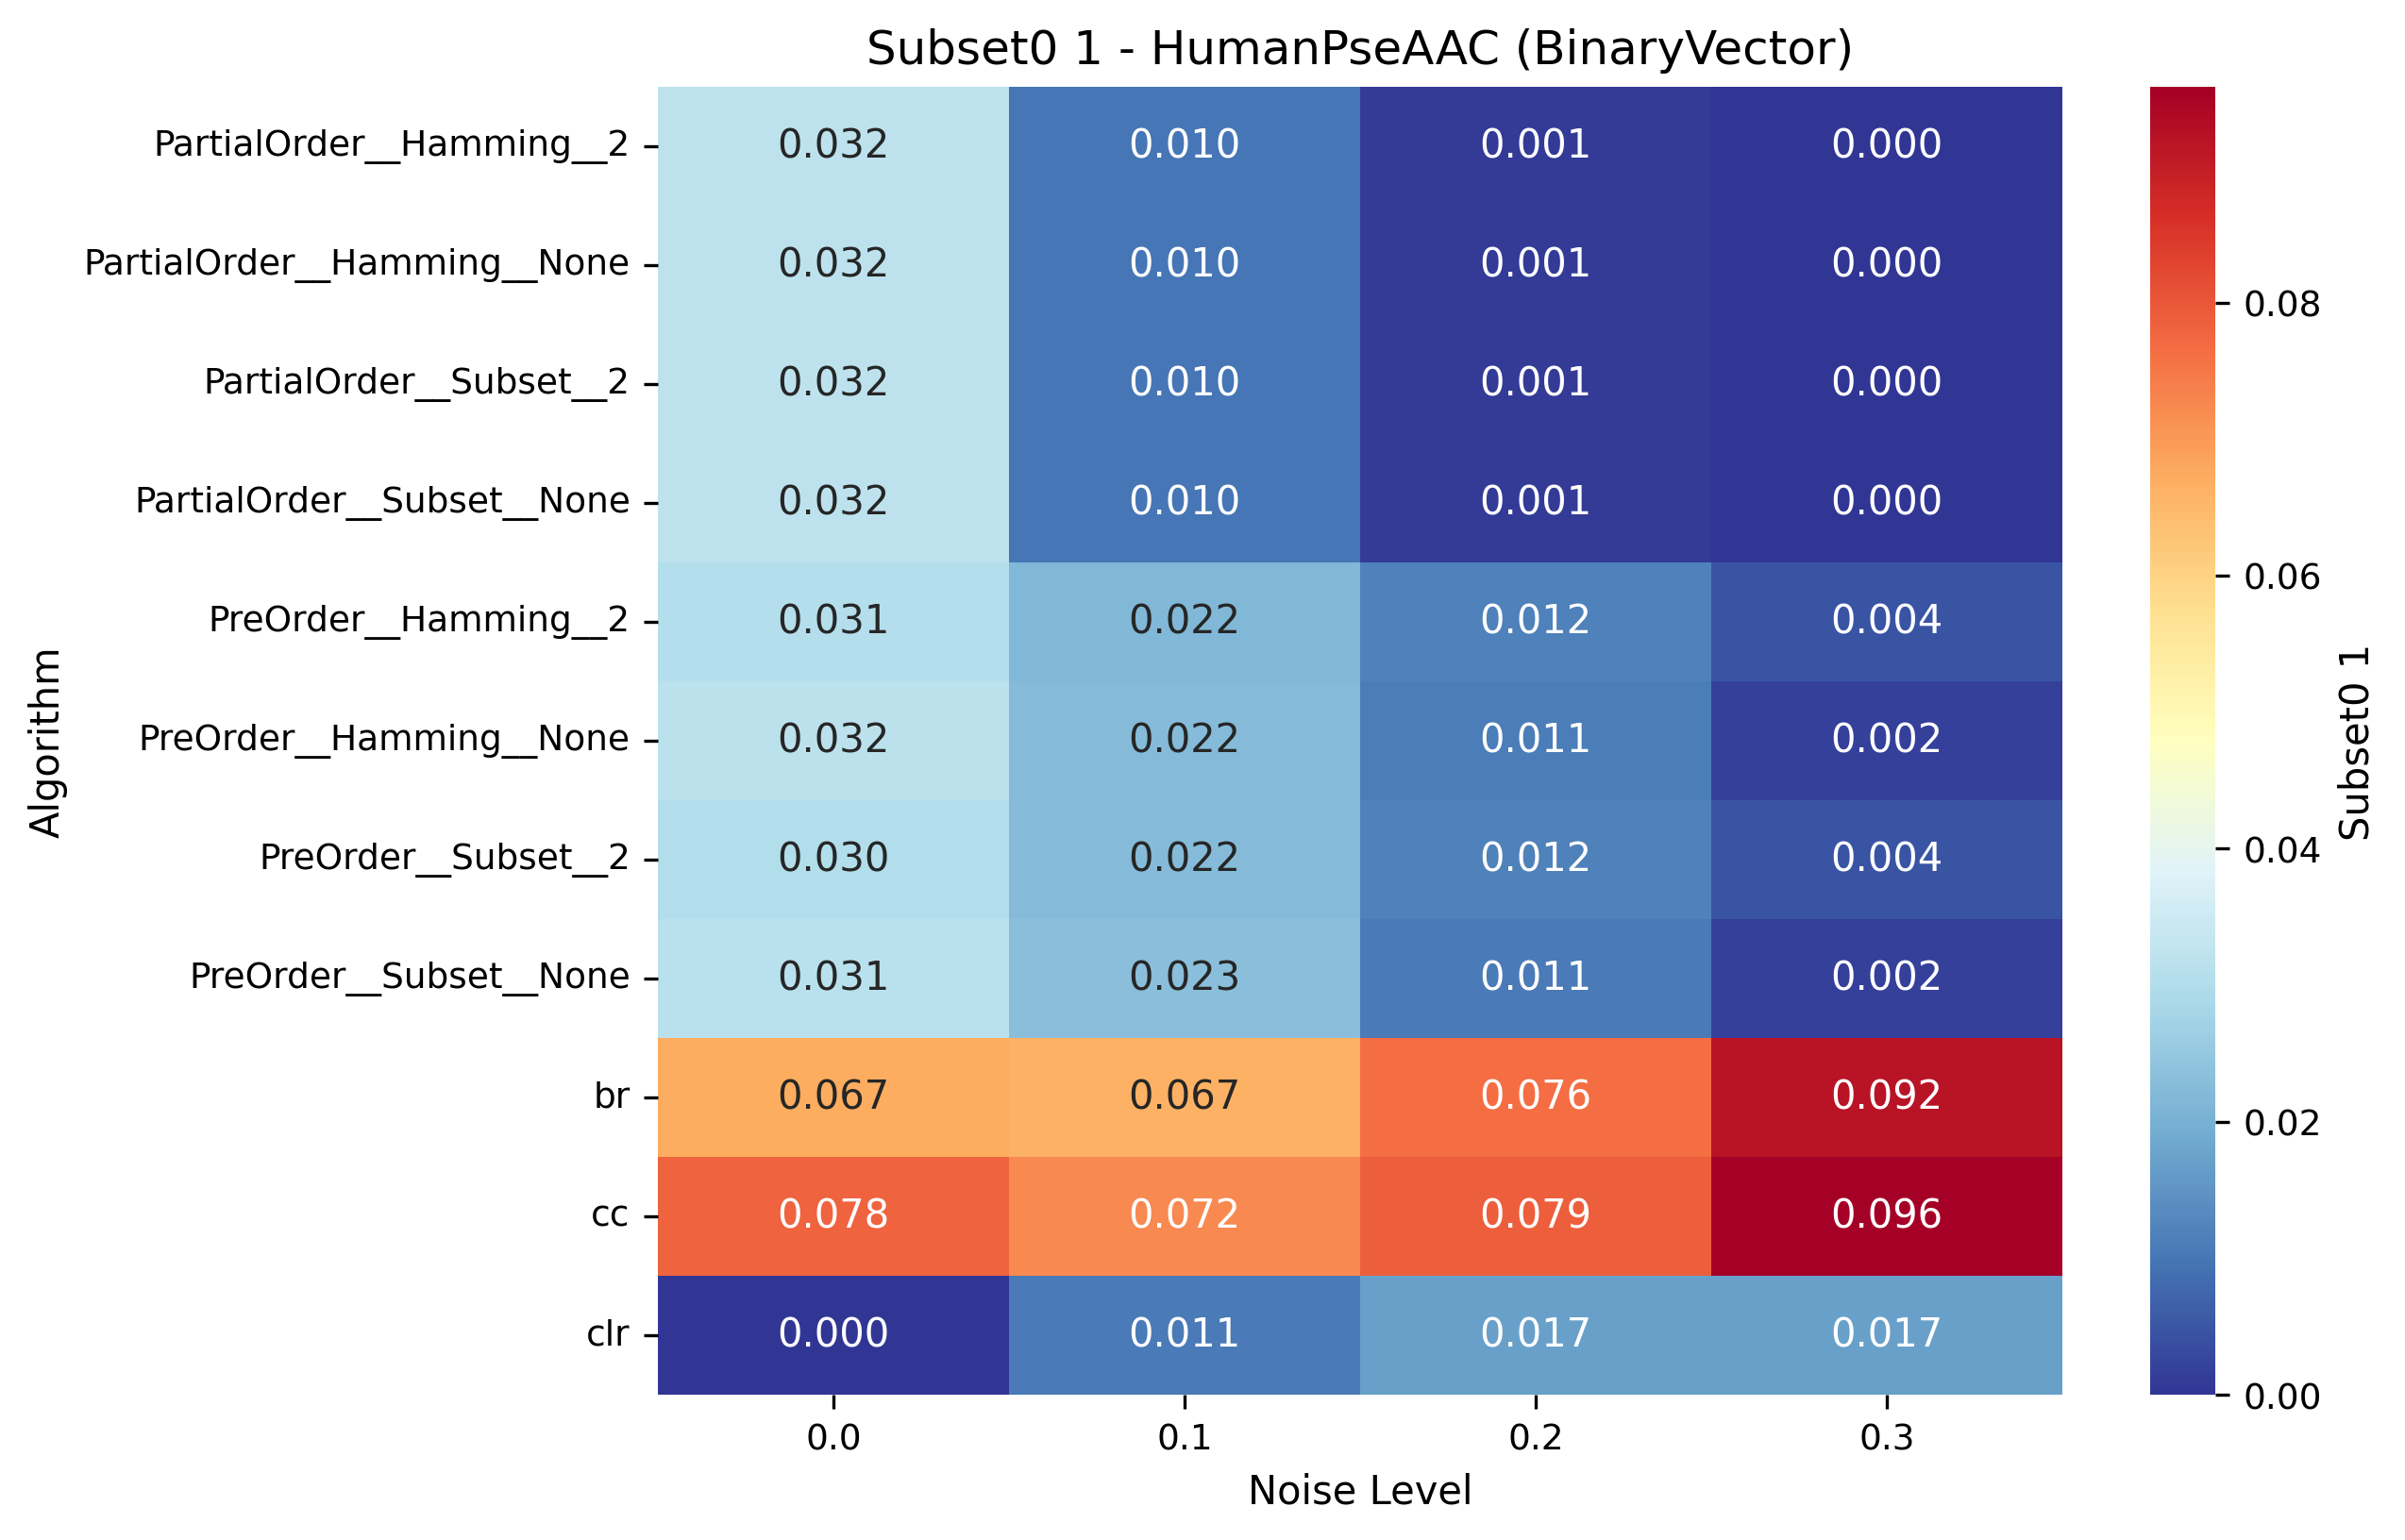 Subset0 1 - HumanPseAAC (BinaryVector)
Algorithm
PartialOrder__Hamming__2 0.032 0.010 0.001 0.000
PartialOrder__Hamming__None 0.032 0.010 0.001 0.000
PartialOrder__Subset__2 0.032 0.010 0.001 0.000
PartialOrder__Subset__None 0.032 0.010 0.001 0.000
PreOrder__Hamming__2 0.031 0.022 0.012 0.004
PreOrder__Hamming__None 0.032 0.022 0.011 0.002
PreOrder__Subset__2 0.030 0.022 0.012 0.004
PreOrder__Subset__None 0.031 0.023 0.011 0.002
br 0.067 0.067 0.076 0.092
cc 0.078 0.072 0.079 0.096
clr 0.000 0.011 0.017 0.017
0.0 0.1 0.2 0.3
Noise Level
0.08
0.06
0.04
0.02
0.00
Subset0 1